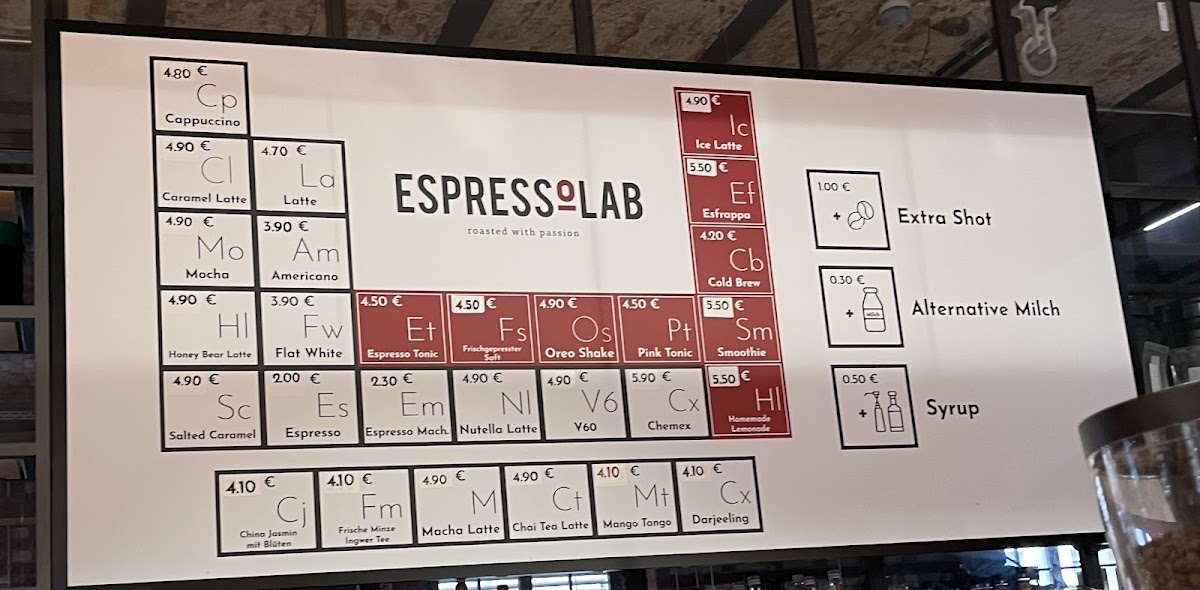 4.80 €
Cp
Cappuccino
4.90 €
Cl
Caramel Latte
4.70 €
La
Latte
4.90 €
Mo
Mocha
3.90 €
Am
Americano
4.90 €
Hl
Honey Bear Latte
3.90 €
Fw
Flat White
4.90 €
Sc
Salted Caramel
2.00 €
Es
Espresso
2.30 €
Em
Espresso Mach.
4.90 €
Nl
Nutella Latte
4.90 €
V6
V60
5.90 €
Cx
Chemex
ESPRESSOLAB
roasted with passion
4.50 €
Et
Espresso Tonic
4.50 €
Fs
Frischgepresster
Saft
4.90 €
Os
Oreo Shake
4.50 €
Pt
Pink Tonic
4.90 €
Ic
Ice Latte
5.50 €
Ef
Esfrappa
4.20 €
Cb
Cold Brew
5.50 €
Sm
Smoothie
5.50 €
Hl
Homemade
Lemonade
4.10 €
Cj
China Jasmin
mit Blüten
4.10 €
Fm
Frische Minze
Ingwer Tee
4.90 €
M
Macha Latte
4.90 €
Ct
Chai Tea Latte
4.10 €
Mt
Mango Tango
4.10 €
Cx
Darjeeling
1.00 €
+
Extra Shot
0.30 €
+
Milch
Alternative Milch
0.50 €
+
Syrup